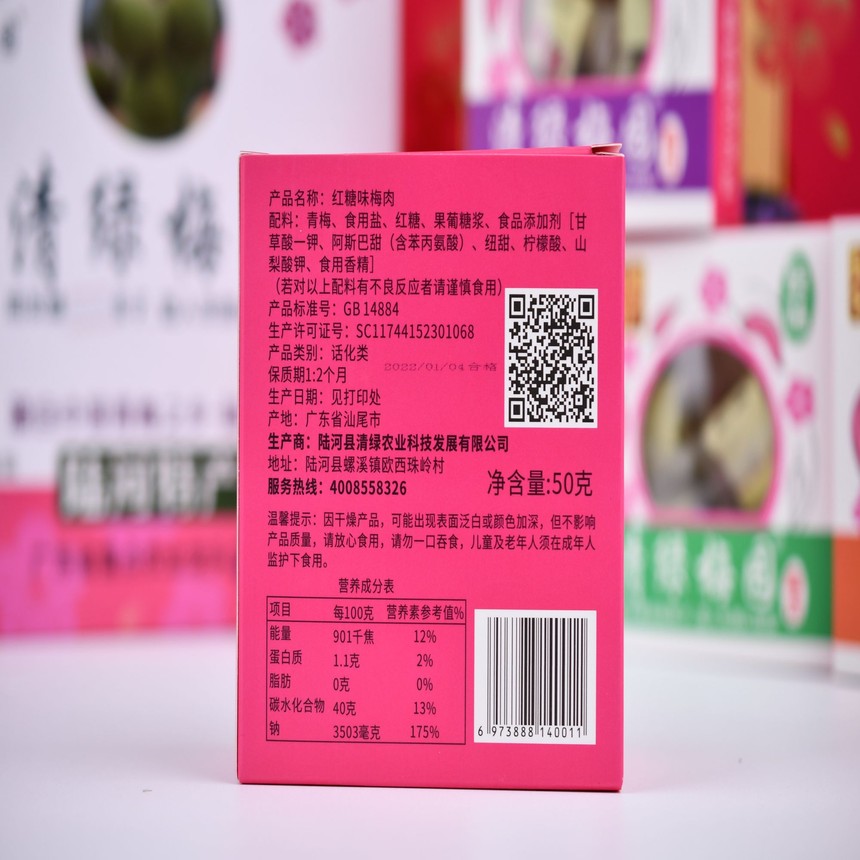 清绿梅
清绿梅园
产品名称：红糖味梅肉
配料：青梅、食用盐、红糖、果葡糖浆、食品添加剂［甘
草酸一钾、阿斯巴甜（含苯丙氨酸）、纽甜、柠檬酸、山
梨酸钾、食用香精］
（若对以上配料有不良反应者请谨慎食用）
产品标准号：GB 14884
生产许可证号：SC11744152301068
产品类别：话化类
2022/01/04合格
保质期1:2个月
生产日期：见打印处
产地：广东省汕尾市
生产商：陆河县清绿农业科技发展有限公司
地址：陆河县螺溪镇欧西珠岭村
服务热线：4008558326
净含量:50克
温馨提示：因干燥产品，可能出现表面泛白或颜色加深，但不影响
产品质量，请放心食用，请勿一口吞食，儿童及老年人须在成年人
监护下食用。
营养成分表
项目 每100克 营养素参考值%
能量 901千焦 12%
蛋白质 1.1克 2%
脂肪 0克 0%
碳水化合物 40克 13%
钠 3503毫克 175%
6 973888 140011
清绿梅园